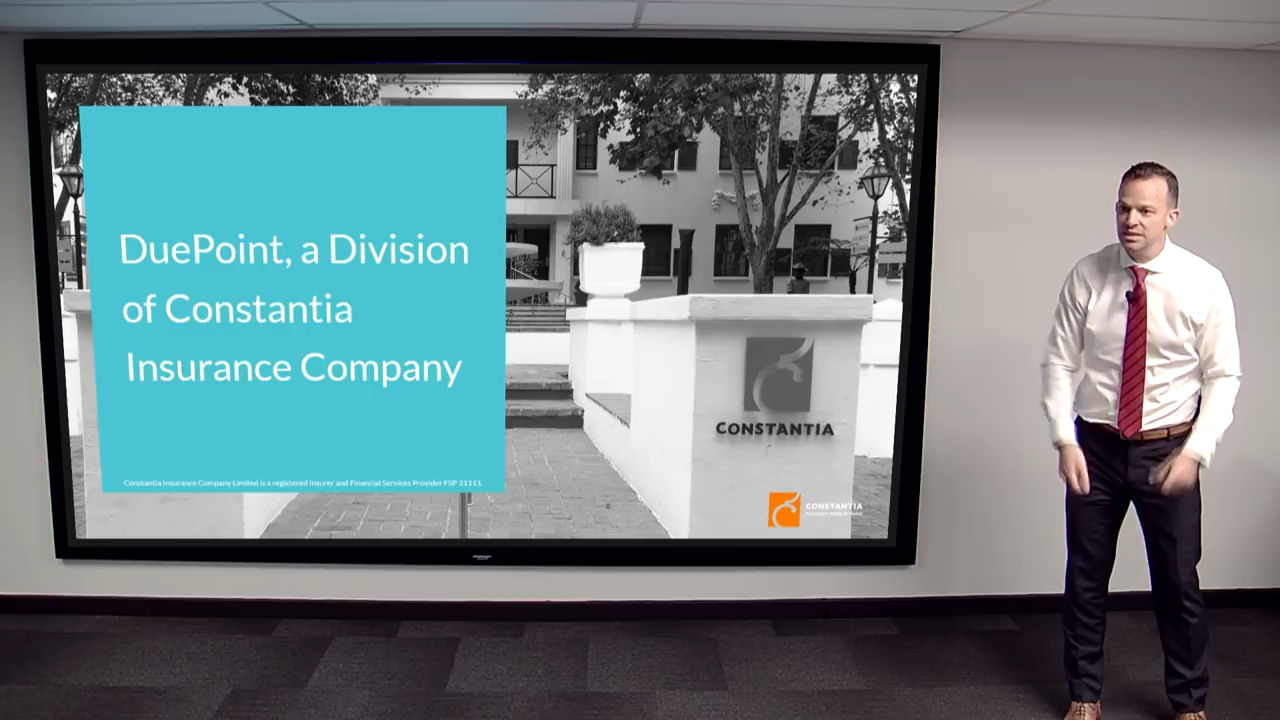 DuePoint, a Division
of Constantia
Insurance Company
Constantia Insurance Company Limited is a registered Insurer and Financial Services Provider FSP 31111.
CONSTANTIA
CONSTANTIA